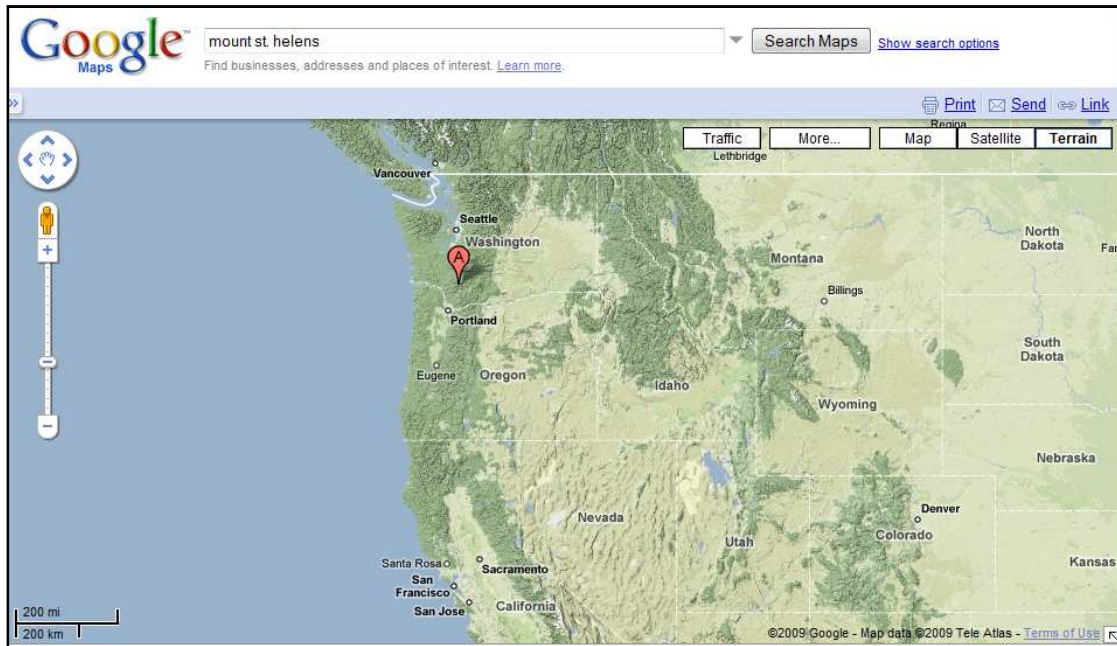 Google™
Maps
mount st. helens
Search Maps
Show search options
Find businesses, addresses and places of interest. Learn more.
»
Print
Send
Link
Traffic
More...
Map
Satellite
Terrain
Regina
Lethbridge
Vancouver
Seattle
Washington
North
Dakota
Far
Montana
A
Billings
Portland
South
Dakota
Eugene
Oregon
Idaho
Wyoming
Nebraska
Denver
Nevada
Colorado
Utah
Kansas
Santa Rosa
Sacramento
San
Francisco
San Jose
California
200 mi
200 km
©2009 Google - Map data ©2009 Tele Atlas - Terms of Use